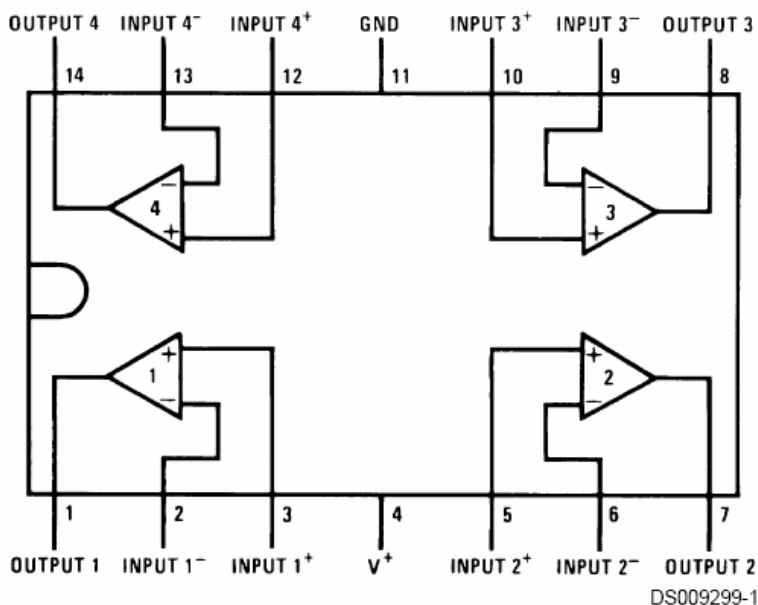 OUTPUT 4 INPUT 4⁻ INPUT 4⁺ GND INPUT 3⁺ INPUT 3⁻ OUTPUT 3
14 13 12 11 10 9 8
− −
4 3
+ +
+ +
1 2
− −
1 2 3 4 5 6 7
OUTPUT 1 INPUT 1⁻ INPUT 1⁺ V⁺ INPUT 2⁺ INPUT 2⁻ OUTPUT 2
DS009299-1